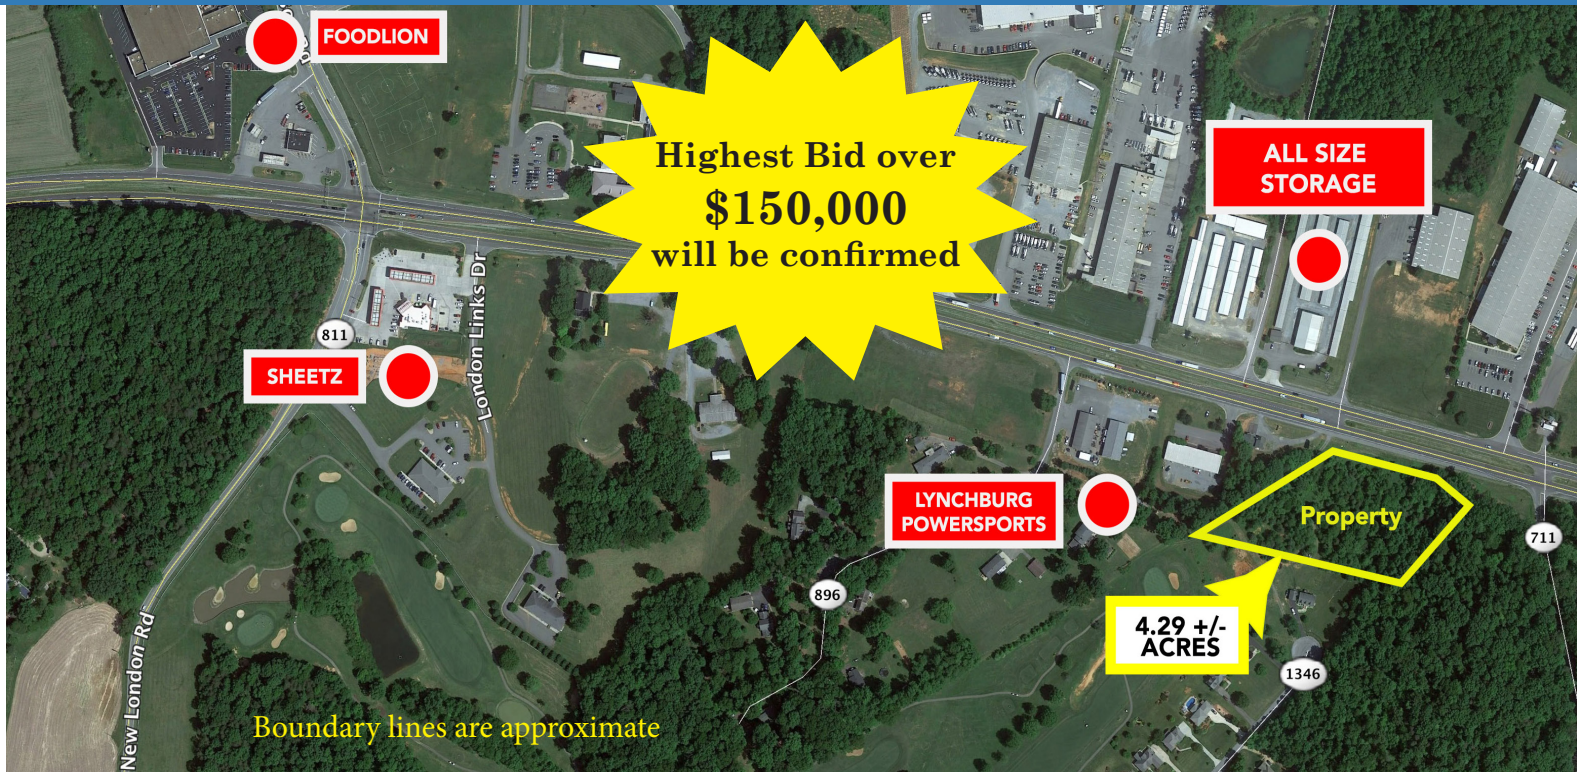 FOODLION
Highest Bid over
$150,000
will be confirmed
ALL SIZE
STORAGE
811
SHEETZ
London Links Dr
LYNCHBURG
POWERSPORTS
Property
711
896
4.29 +/-
ACRES
1346
New London Rd
Boundary lines are approximate